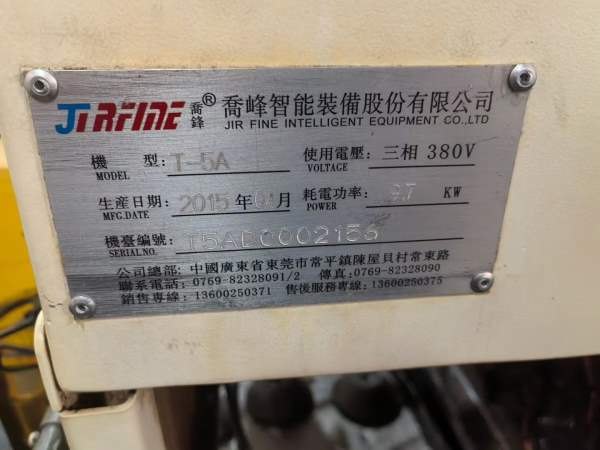 JIRFINE 喬鋒 ® 喬峰智能裝備股份有限公司
JIR FINE INTELLIGENT EQUIPMENT CO.,LTD
機 型: T-5A 使用電壓: 三相 380V
MODEL VOLTAGE
生産日期: 2015 年 月 耗電功率: KW
MFG.DATE POWER
機臺編號:
SERIAL NO.
公司總部: 中國廣東省東莞市常平鎮陳屋貝村常東路
聯系電話: 0769-82328091/2 傳真:0769-82328090
銷售專線: 13600250371 售後服務專線: 13600250375